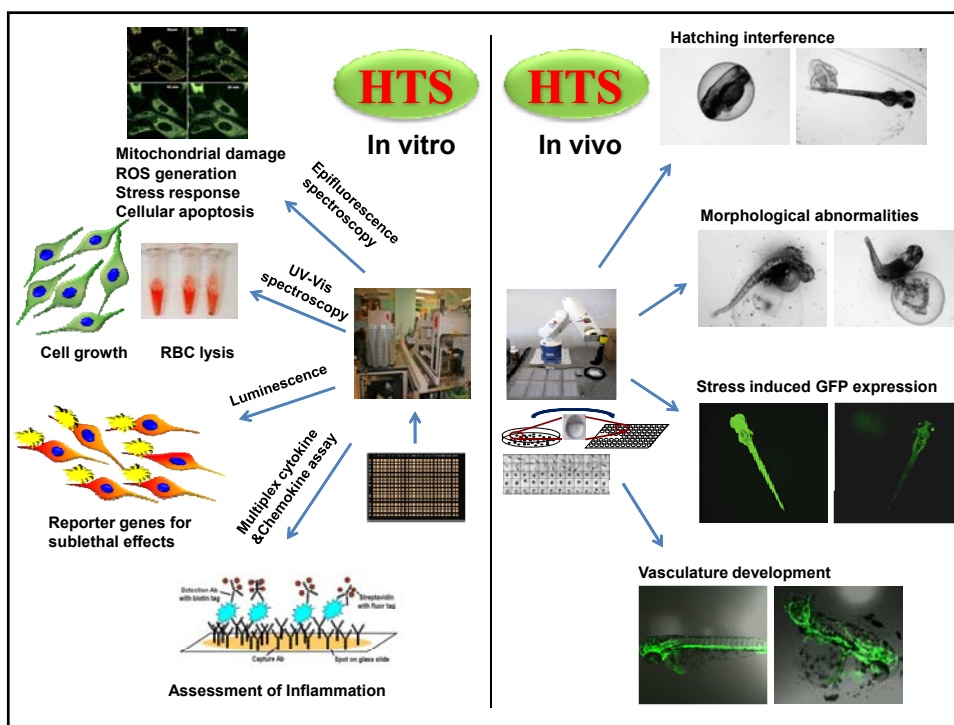 HTS
In vitro
Mitochondrial damage
ROS generation
Stress response
Cellular apoptosis
Epifluorescence
spectroscopy
UV-Vis
spectroscopy
Cell growth
RBC lysis
Luminescence
Multiplex cytokine
&Chemokine assay
Reporter genes for
sublethal effects
Detection Ab
with biotin tag
Streptavidin
with fluor tag
Capture Ab
Spot on glass slide
Assessment of Inflammation
HTS
In vivo
Hatching interference
Morphological abnormalities
Stress induced GFP expression
Vasculature development